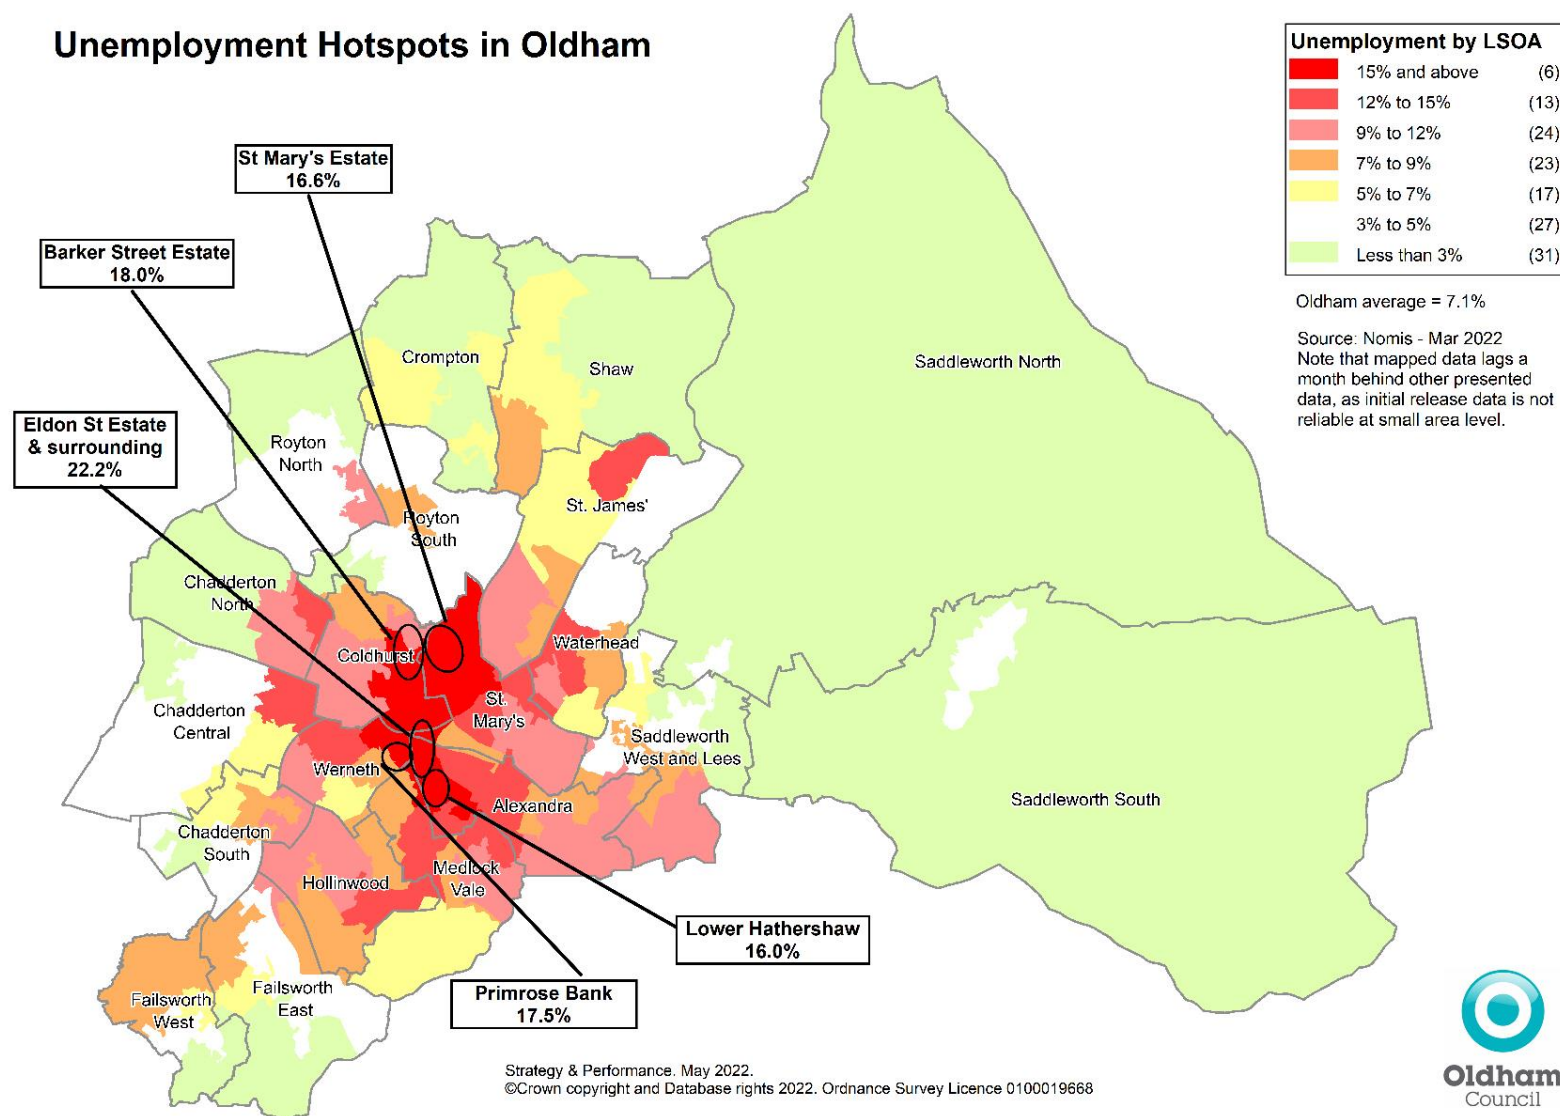 Unemployment Hotspots in Oldham
Unemployment by LSOA
15% and above (6)
12% to 15% (13)
9% to 12% (24)
7% to 9% (23)
5% to 7% (17)
3% to 5% (27)
Less than 3% (31)
Oldham average = 7.1%
Source: Nomis - Mar 2022
Note that mapped data lags a
month behind other presented
data, as initial release data is not
reliable at small area level.
St Mary's Estate
16.6%
Barker Street Estate
18.0%
Eldon St Estate
& surrounding
22.2%
Crompton
Shaw
Saddleworth North
Royton
North
Royton
South
St. James'
Chadderton
North
Coldhurst
Waterhead
St.
Mary's
Chadderton
Central
Saddleworth
West and Lees
Werneth
Alexandra
Saddleworth South
Chadderton
South
Hollinwood
Medlock
Vale
Lower Hathershaw
16.0%
Primrose Bank
17.5%
Failsworth
West
Failsworth
East
Strategy & Performance. May 2022.
©Crown copyright and Database rights 2022. Ordnance Survey Licence 0100019668
Oldham
Council